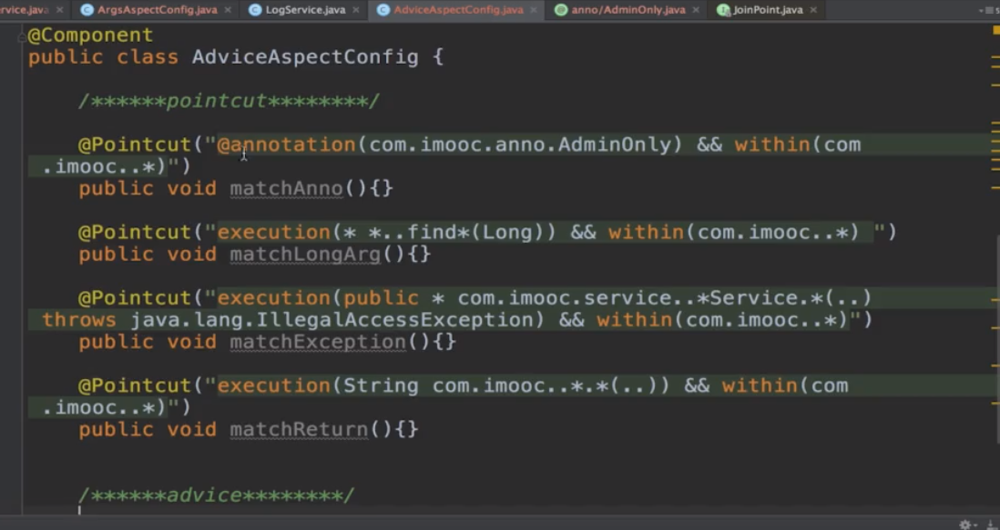 rvice.java ArgsAspectConfig.java LogService.java AdviceAspectConfig.java anno/AdminOnly.java JoinPoint.java
@Component
public class AdviceAspectConfig {
/******pointcut********/
@Pointcut("@annotation(com.imooc.anno.AdminOnly) && within(com
.imooc..*)")
public void matchAnno(){}
@Pointcut("execution(* *..find*(Long)) && within(com.imooc..*) ")
public void matchLongArg(){}
@Pointcut("execution(public * com.imooc.service..*Service.*(..)
throws java.lang.IllegalAccessException) && within(com.imooc..*)")
public void matchException(){}
@Pointcut("execution(String com.imooc..*.*(..)) && within(com
.imooc..*)")
public void matchReturn(){}
/******advice********/